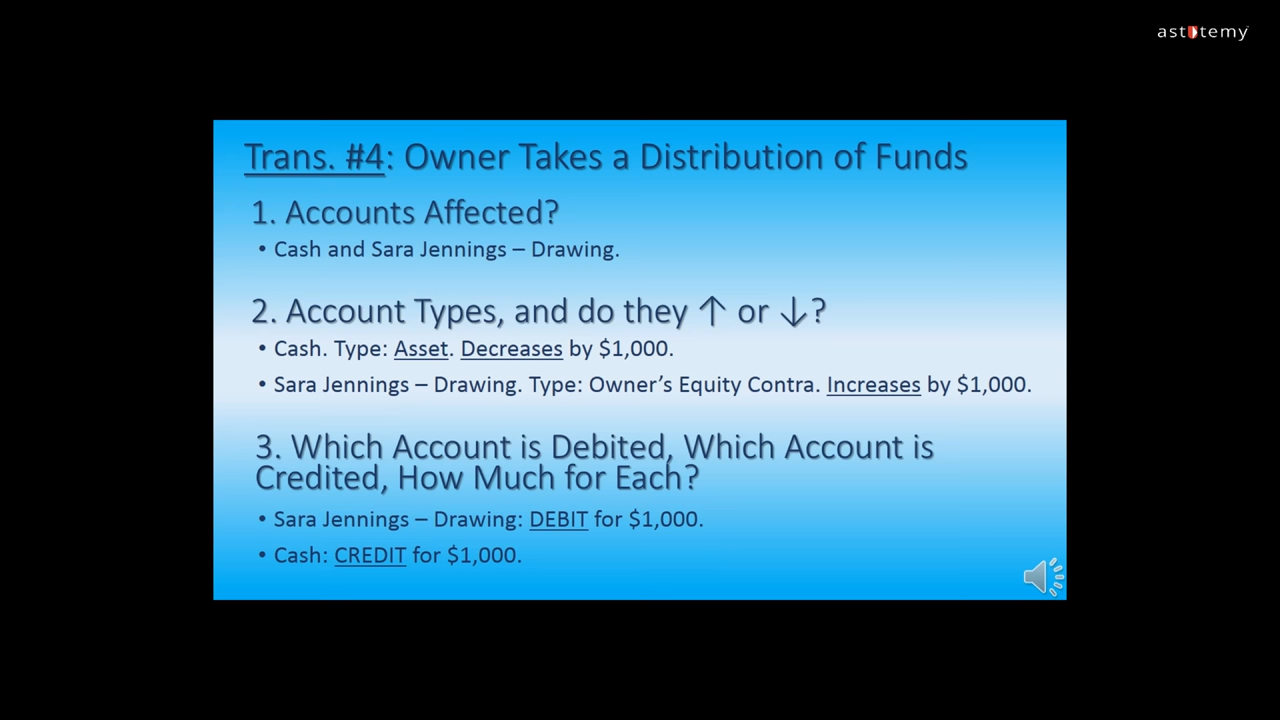 astutemy
Trans. #4: Owner Takes a Distribution of Funds
1. Accounts Affected?
• Cash and Sara Jennings – Drawing.
2. Account Types, and do they ↑ or ↓?
• Cash. Type: Asset. Decreases by $1,000.
• Sara Jennings – Drawing. Type: Owner’s Equity Contra. Increases by $1,000.
3. Which Account is Debited, Which Account is
Credited, How Much for Each?
• Sara Jennings – Drawing: DEBIT for $1,000.
• Cash: CREDIT for $1,000.